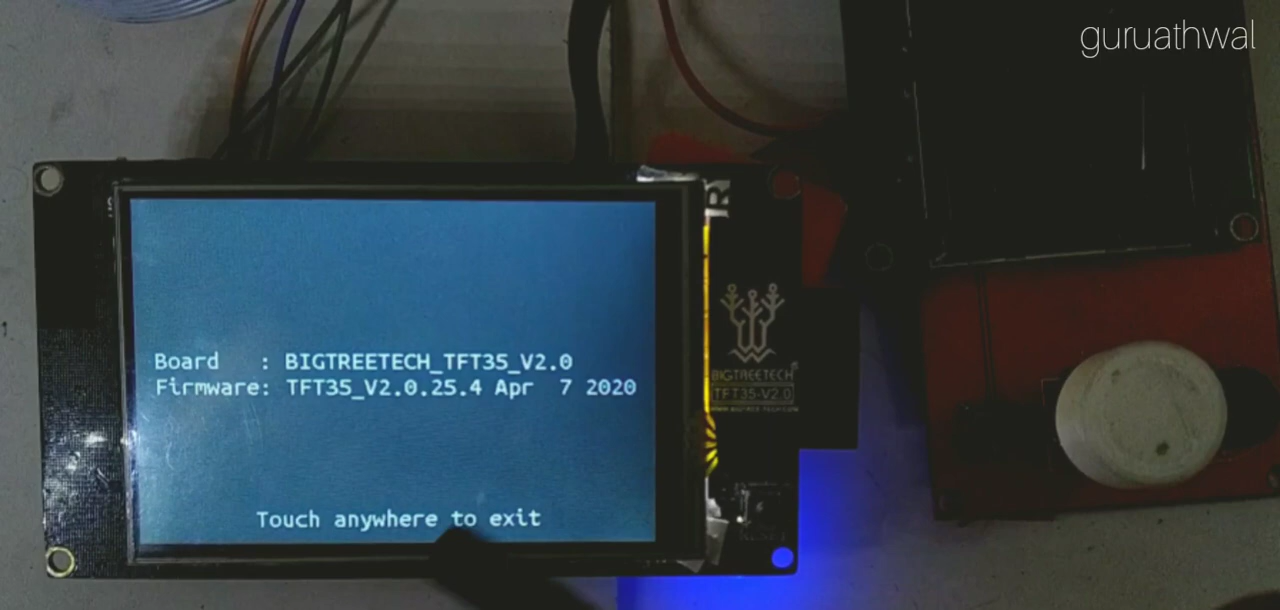 guruathwal
Board : BIGTREETECH_TFT35_V2.0
Firmware: TFT35_V2.0.25.4 Apr 7 2020
Touch anywhere to exit
BIGTREETECH
TFT35-V2.0